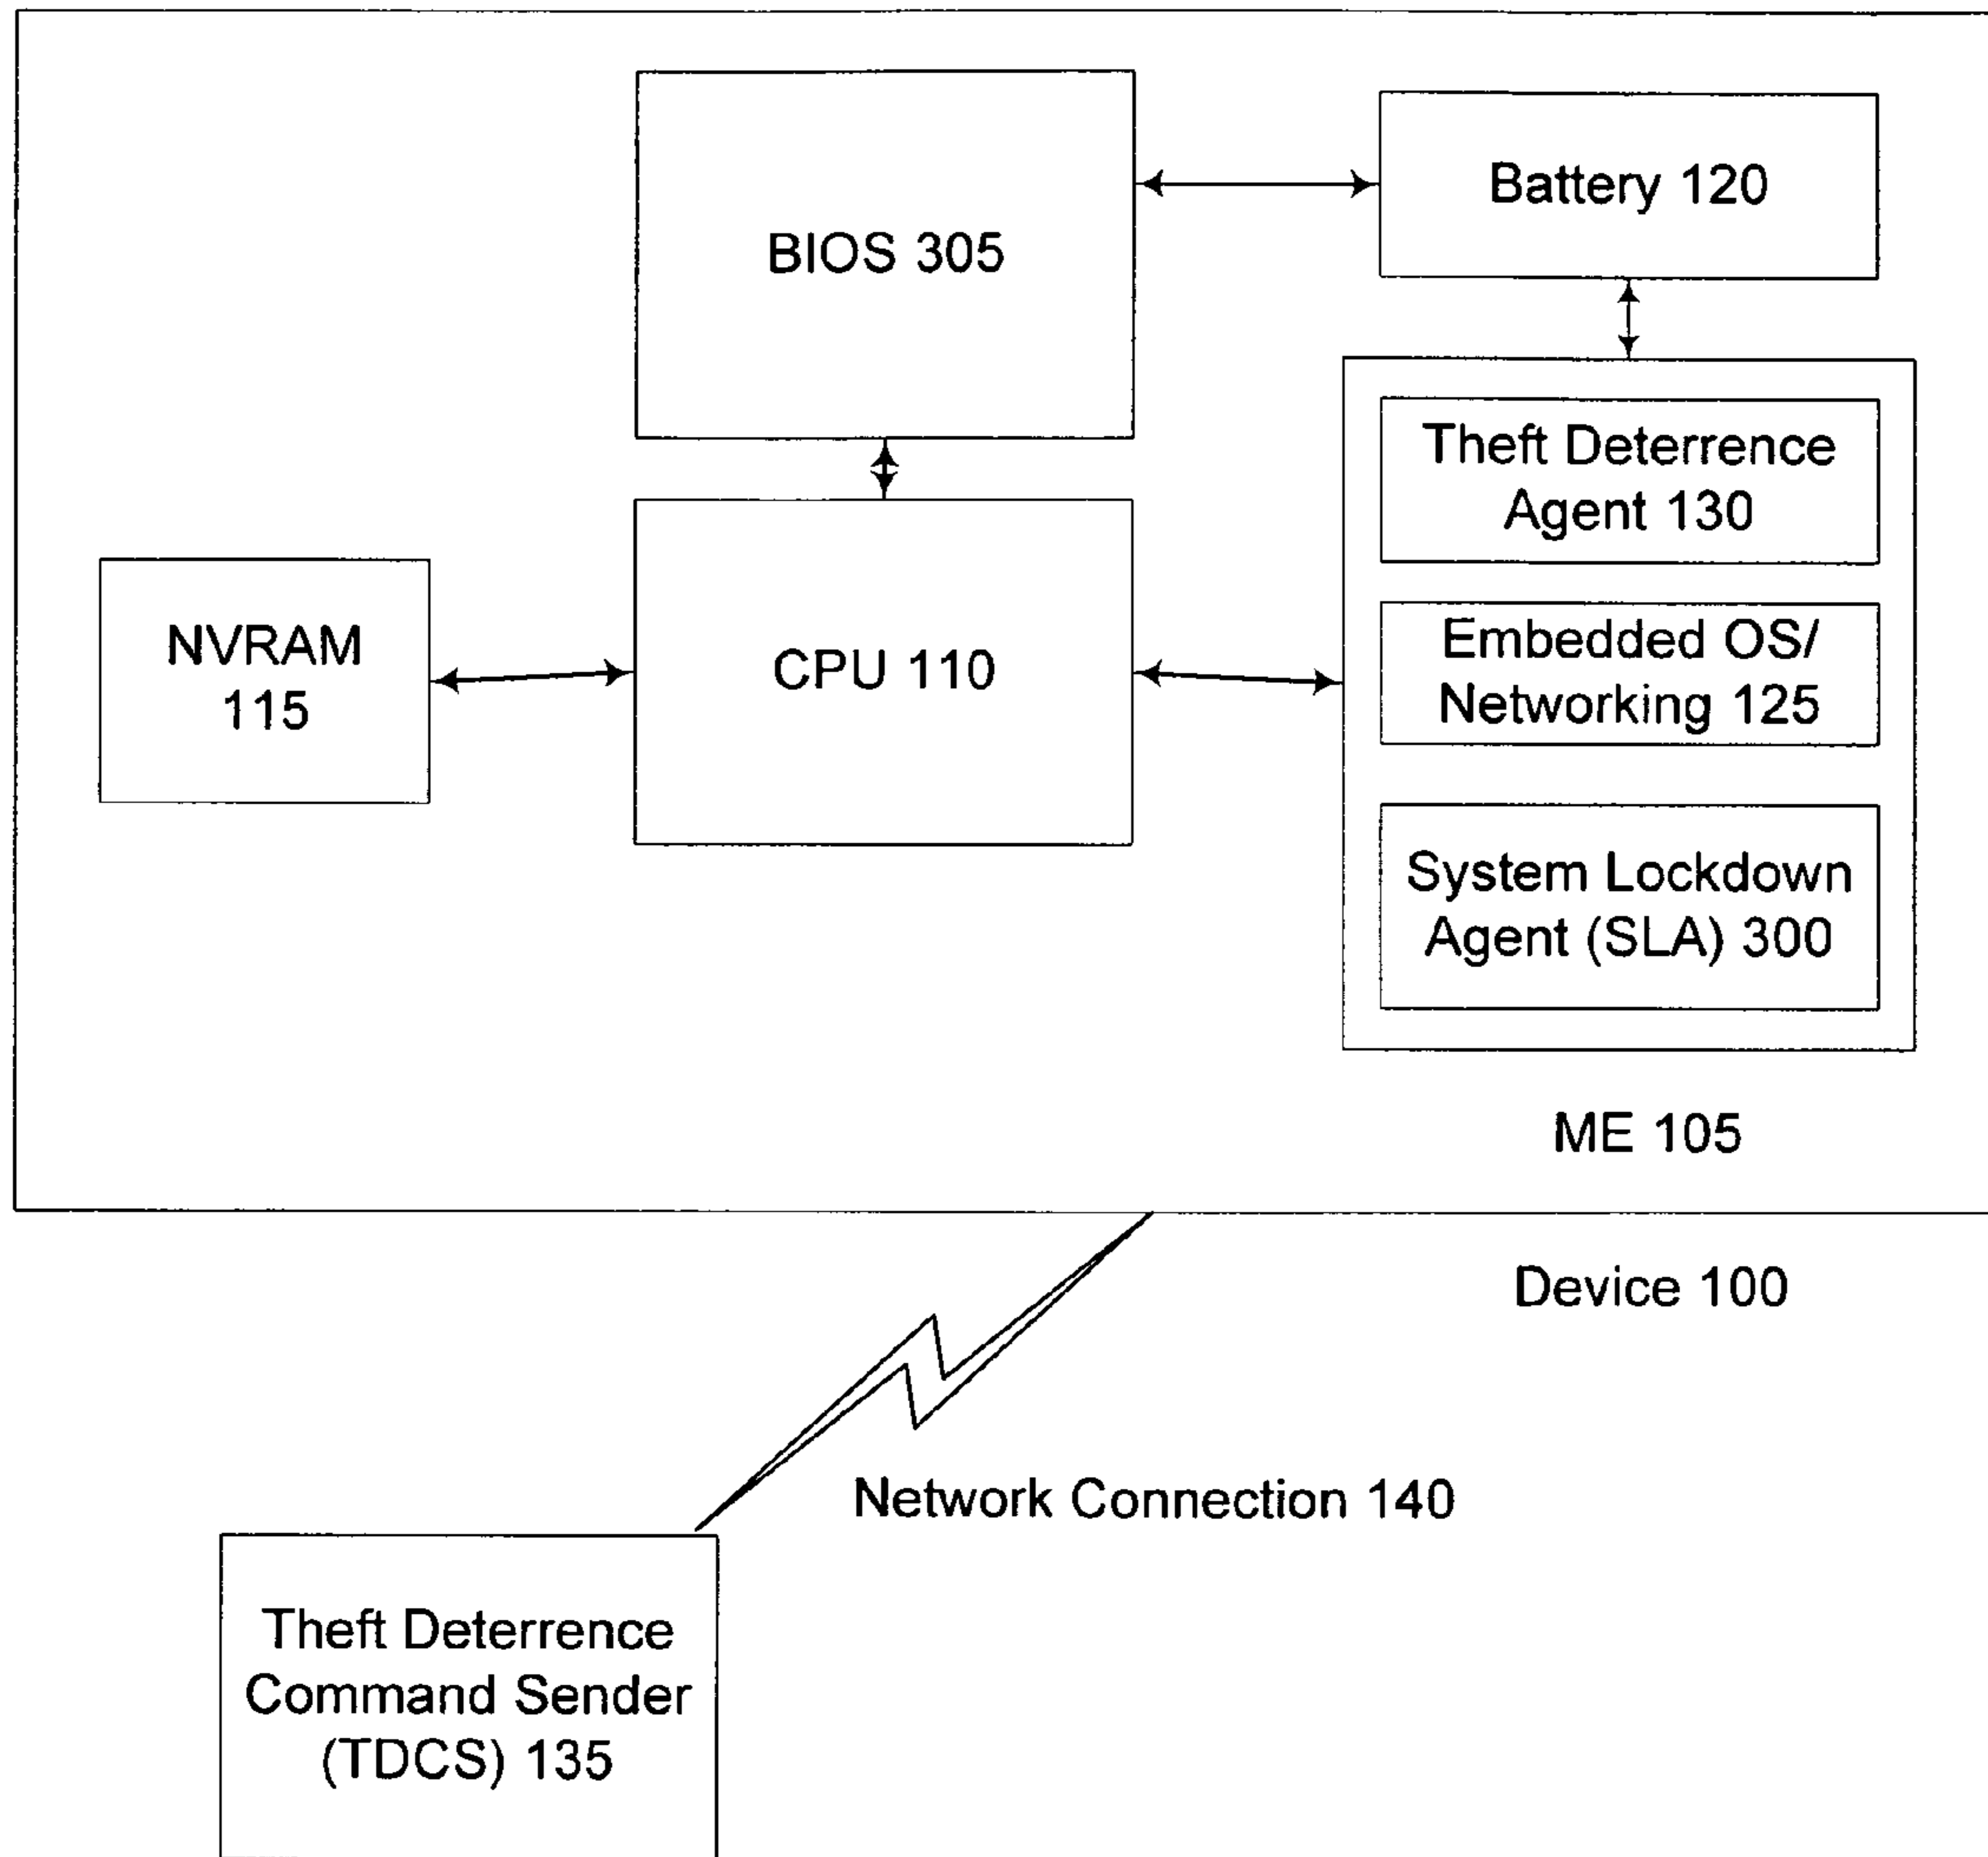 BIOS 305
Battery 120
Theft Deterrence
Agent 130
NVRAM
115
CPU 110
Embedded OS/
Networking 125
System Lockdown
Agent (SLA) 300
ME 105
Device 100
Network Connection 140
Theft Deterrence
Command Sender
(TDCS) 135